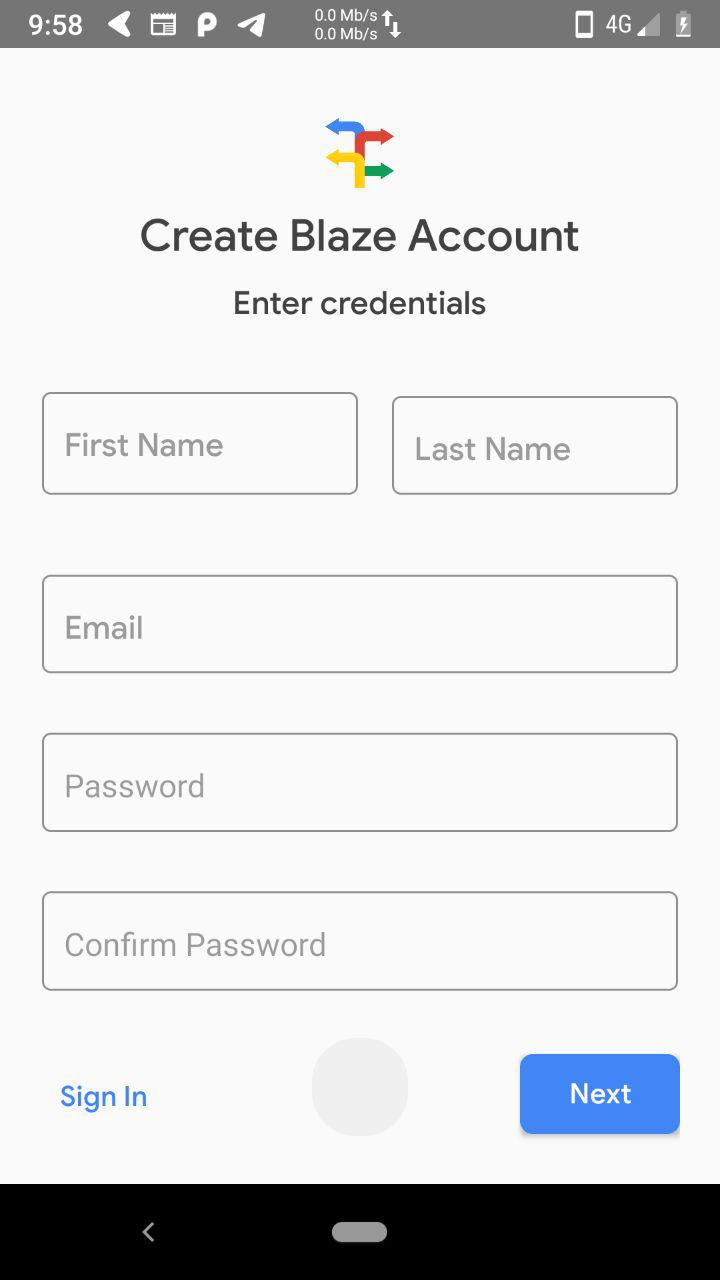 9:58
0.0 Mb/s
0.0 Mb/s
4G
Create Blaze Account
Enter credentials
First Name
Last Name
Email
Password
Confirm Password
Sign In
Next